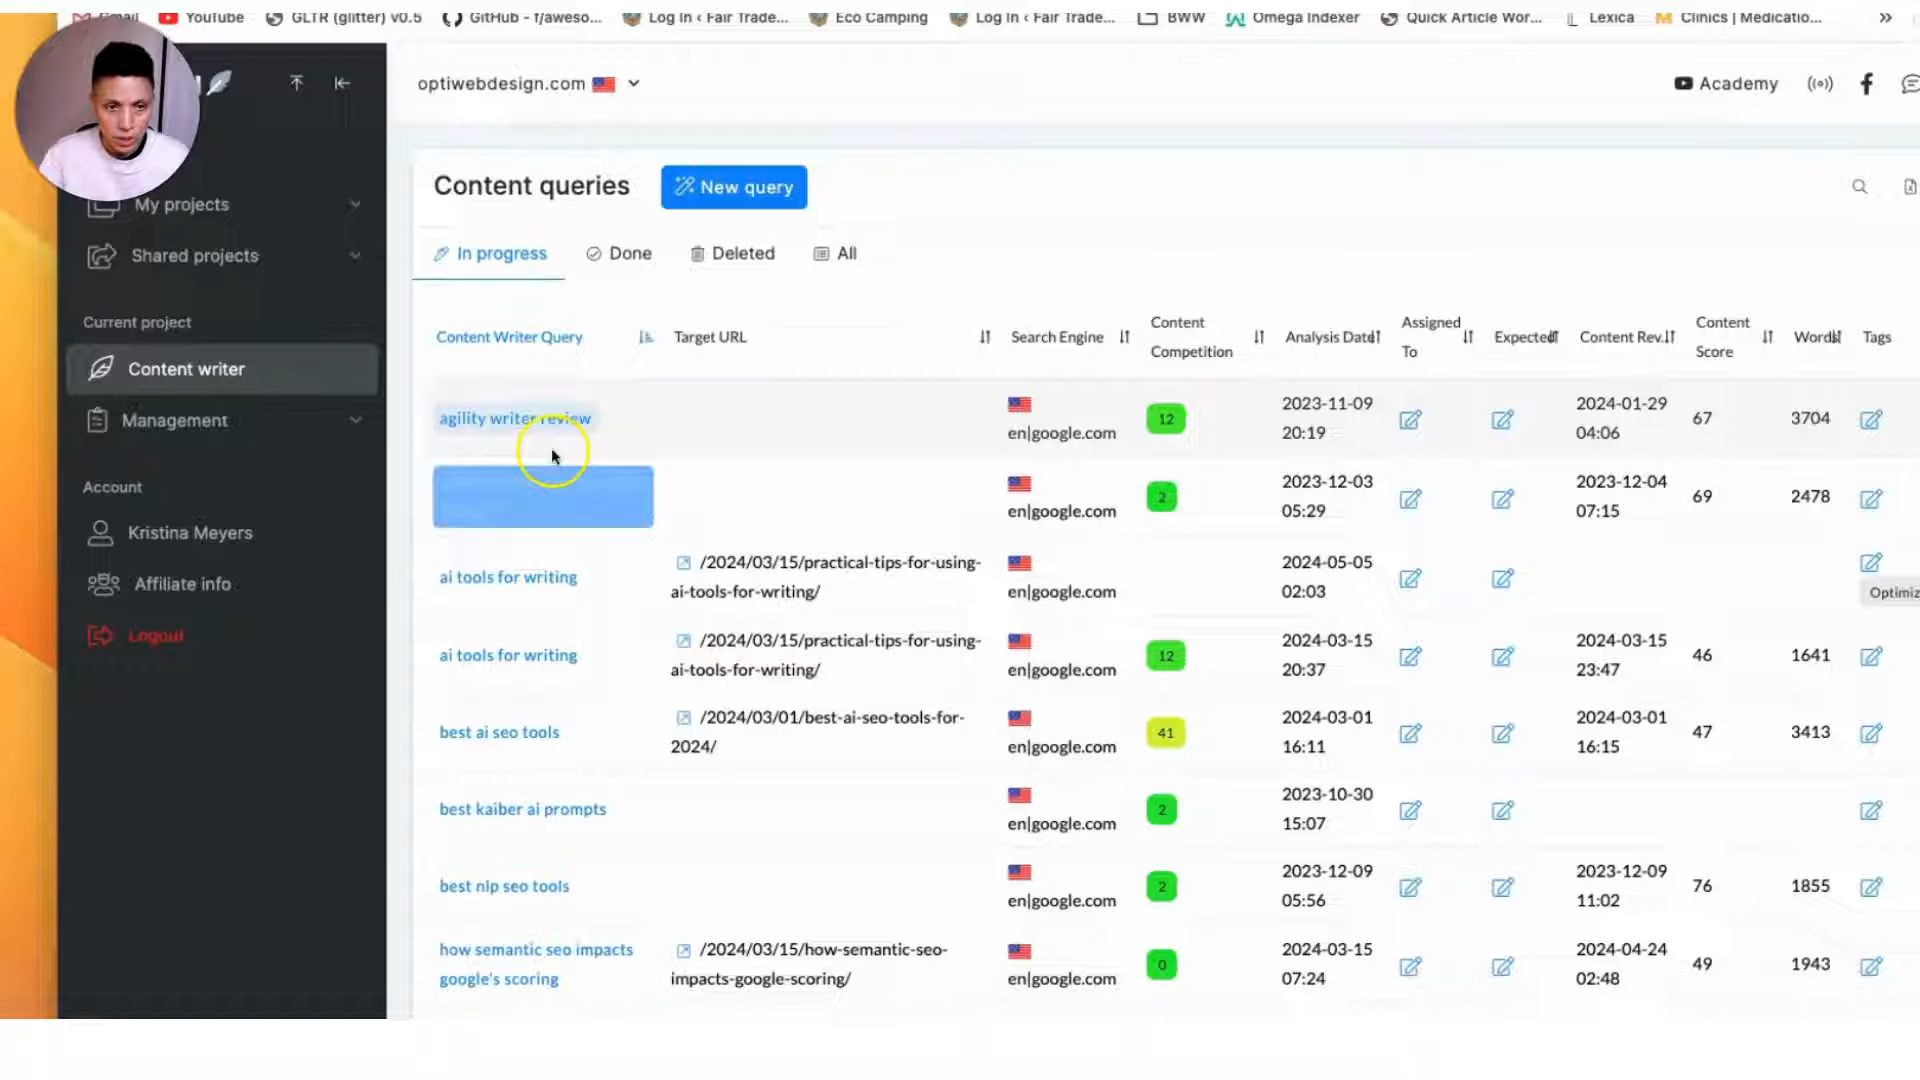 Gmail YouTube GLTR (glitter) v0.5 GitHub - f/aweso... Log In ‹ Fair Trade... Eco Camping Log In ‹ Fair Trade... BWW Omega Indexer Quick Article Wor... Lexica Clinics | Medicatio... »
optiwebdesign.com Academy
My projects
Shared projects
Current project
Content writer
Management
Account
Kristina Meyers
Affiliate info
Logout
Content queries New query
In progress Done Deleted All
Content Writer Query Target URL Search Engine Content Competition Analysis Date Assigned To Expected Content Rev. Content Score Words Tags
agility writer review en|google.com 12 2023-11-09 20:19 2024-01-29 04:06 67 3704
en|google.com 2 2023-12-03 05:29 2023-12-04 07:15 69 2478
ai tools for writing /2024/03/15/practical-tips-for-using-ai-tools-for-writing/ en|google.com 2024-05-05 02:03
Optimiz
ai tools for writing /2024/03/15/practical-tips-for-using-ai-tools-for-writing/ en|google.com 12 2024-03-15 20:37 2024-03-15 23:47 46 1641
best ai seo tools /2024/03/01/best-ai-seo-tools-for-2024/ en|google.com 41 2024-03-01 16:11 2024-03-01 16:15 47 3413
best kaiber ai prompts en|google.com 2 2023-10-30 15:07
best nlp seo tools en|google.com 2 2023-12-09 05:56 2023-12-09 11:02 76 1855
how semantic seo impacts google's scoring /2024/03/15/how-semantic-seo-impacts-google-scoring/ en|google.com 0 2024-03-15 07:24 2024-04-24 02:48 49 1943